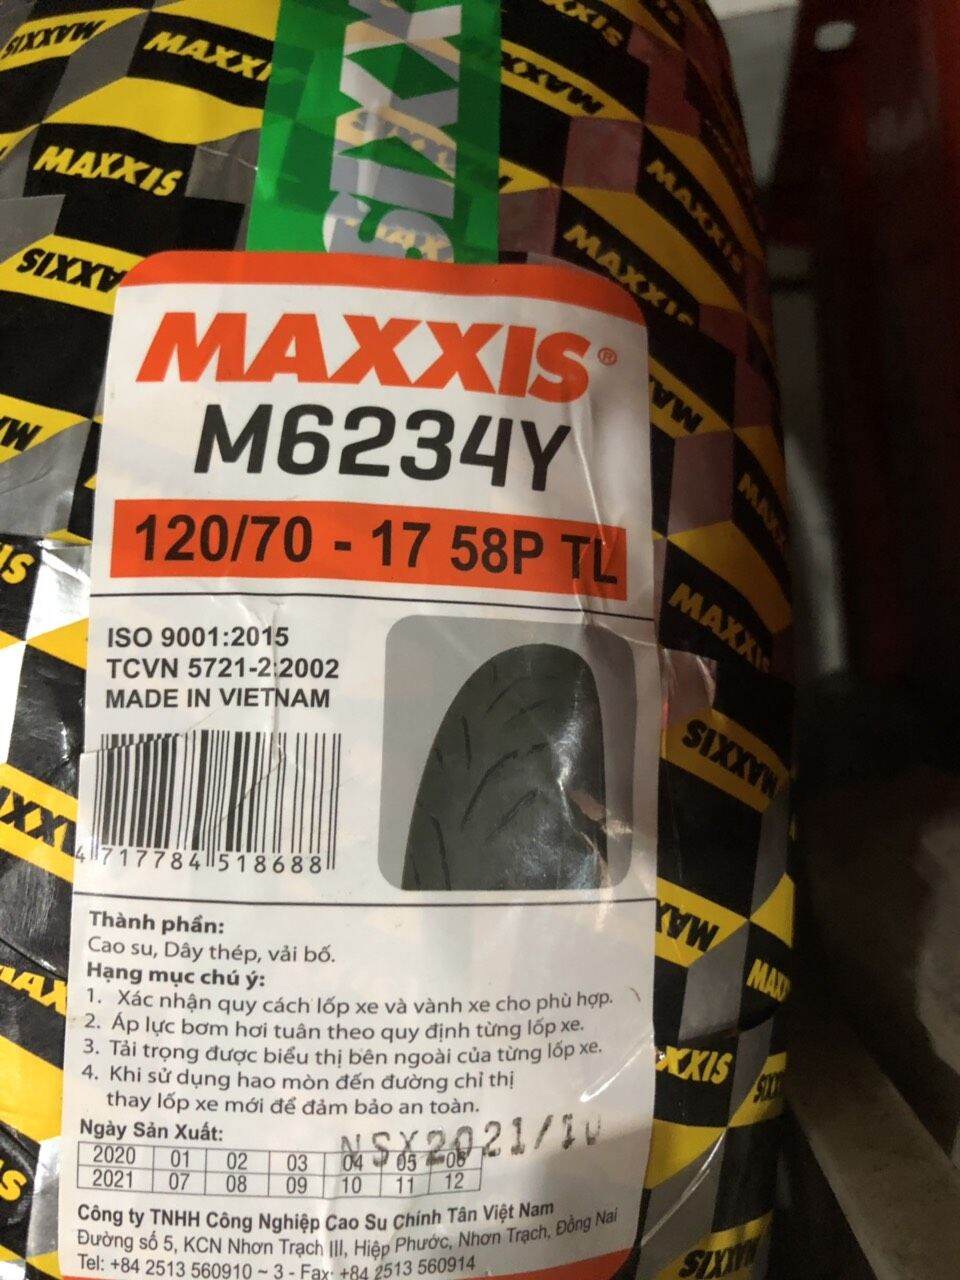 MAXXIS®
M6234Y
120/70 - 17 58P TL
ISO 9001:2015
TCVN 5721-2:2002
MADE IN VIETNAM
4 717784 518688
Thành phần:
Cao su, Dây thép, vải bố.
Hạng mục chú ý:
1. Xác nhận quy cách lốp xe và vành xe cho phù hợp.
2. Áp lực bơm hơi tuân theo quy định từng lốp xe.
3. Tải trọng được biểu thị bên ngoài của từng lốp xe.
4. Khi sử dụng hao mòn đến đường chỉ thị
thay lốp xe mới để đảm bảo an toàn.
Ngày Sản Xuất:
NSX2021/10
2020 01 02 03 04 05 06
2021 07 08 09 10 11 12
Công ty TNHH Công Nghiệp Cao Su Chính Tân Việt Nam
Đường số 5, KCN Nhơn Trạch III, Hiệp Phước, Nhơn Trạch, Đồng Nai
Tel: +84 2513 560910 ~ 3 - Fax: +84 2513 560914